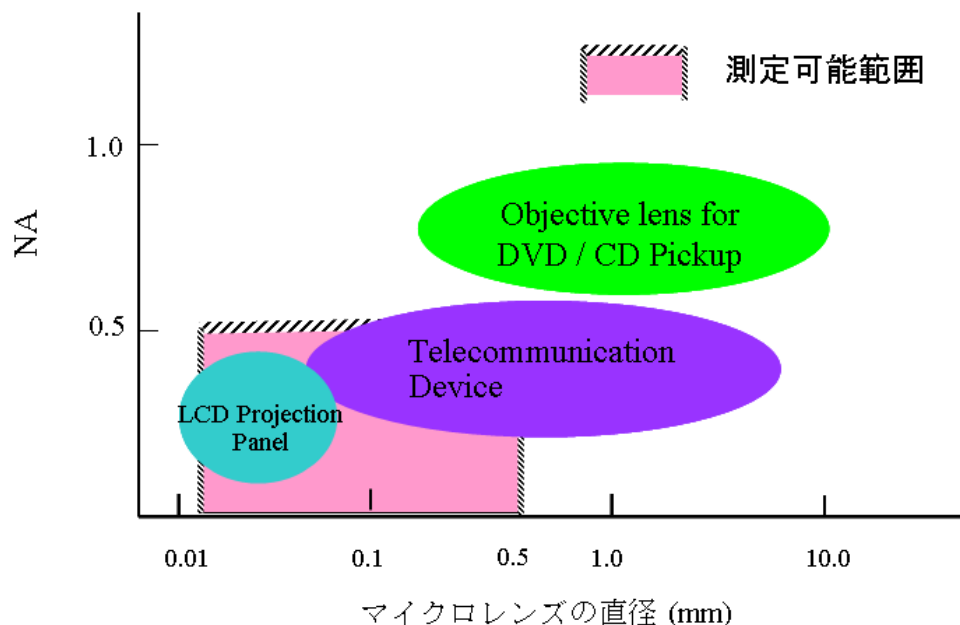 測定可能範囲
1.0
NA
Objective lens for
DVD / CD Pickup
0.5
Telecommunication
Device
LCD Projection
Panel
0.01
0.1
0.5
1.0
10.0
マイクロレンズの直径 (mm)